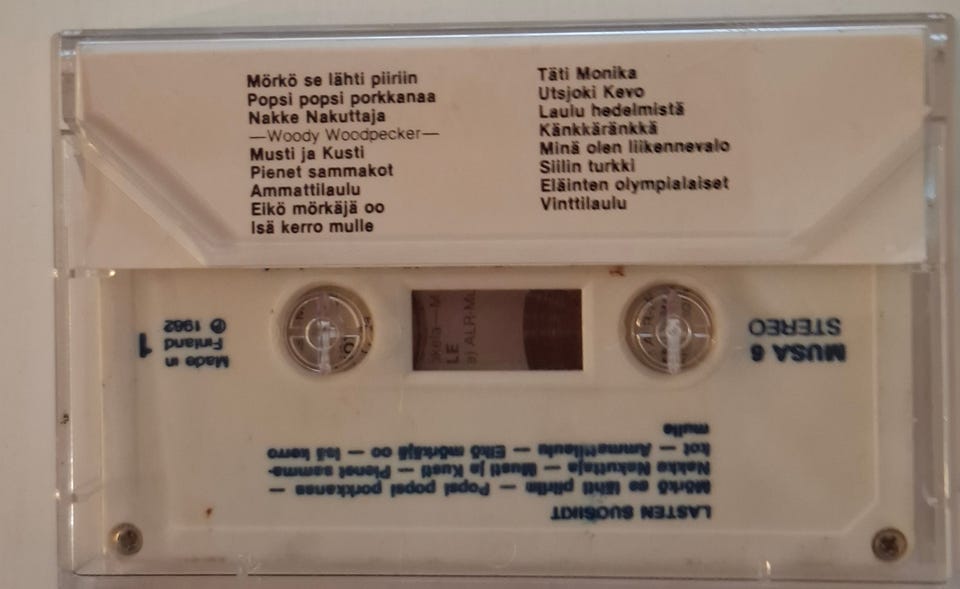 Mörkö se lähti piiriin
Popsi popsi porkkanaa
Nakke Nakuttaja
—Woody Woodpecker—
Musti ja Kusti
Pienet sammakot
Ammattilaulu
Eikö mörkäjä oo
Isä kerro mulle
Täti Monika
Utsjoki Kevo
Laulu hedelmistä
Känkkäränkkä
Minä olen liikennevalo
Siilin turkki
Eläinten olympialaiset
Vinttilaulu
LASTEN SUOSIKIT
Mörkö se lähti piiriin — Popsi popsi porkkanaa —
Nakke Nakuttaja — Musti ja Kusti — Pienet samma-
kot — Ammattilaulu — Eikö mörkäjä oo — Isä kerro
mulle
MUSA 6
STEREO
1
Made in
Finland
℗ 1982
LE
ALR-ML